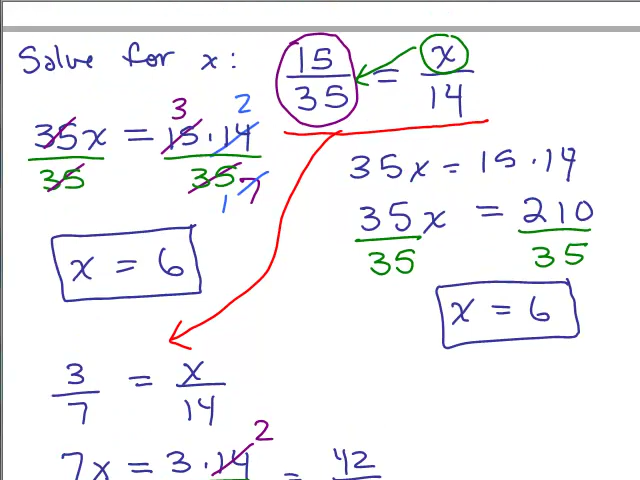 Solve for x: 15/35 = x/14
35x = 15·14
35 35
3 2
1 7
x = 6
35x = 15·14
35x = 210
35 35
x = 6
3/7 = x/14
7x = 3·14 = 42
2